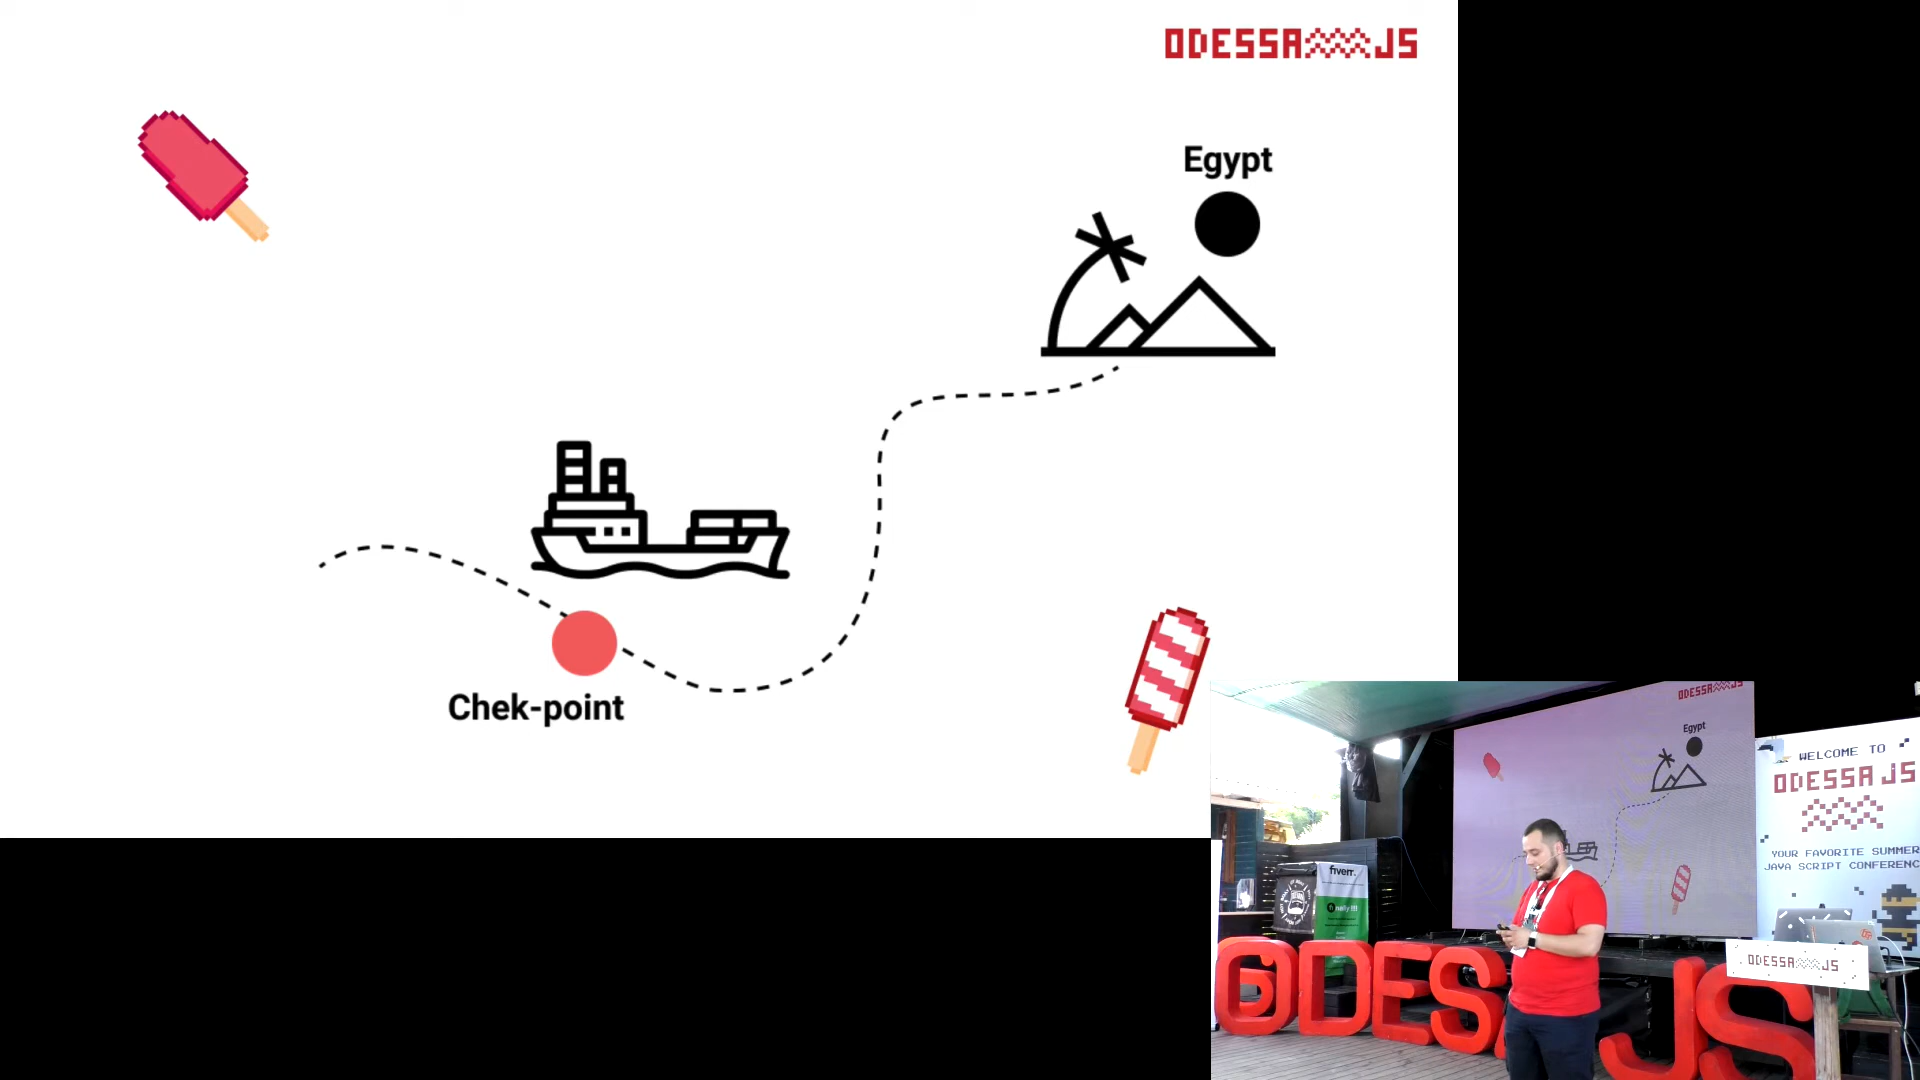 ODESSA JS
Egypt
Chek-point
ODESSA JS
Egypt
WELCOME TO
ODESSA JS
YOUR FAVORITE SUMMER
JAVA SCRIPT CONFERENC
fiverr.
ODESSA JS
ODES JS